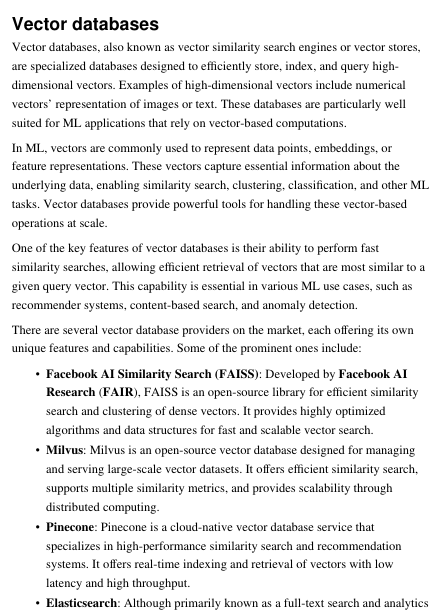 Vector databases
Vector databases, also known as vector similarity search engines or vector stores,
are specialized databases designed to efficiently store, index, and query high-
dimensional vectors. Examples of high-dimensional vectors include numerical
vectors’ representation of images or text. These databases are particularly well
suited for ML applications that rely on vector-based computations.
In ML, vectors are commonly used to represent data points, embeddings, or
feature representations. These vectors capture essential information about the
underlying data, enabling similarity search, clustering, classification, and other ML
tasks. Vector databases provide powerful tools for handling these vector-based
operations at scale.
One of the key features of vector databases is their ability to perform fast
similarity searches, allowing efficient retrieval of vectors that are most similar to a
given query vector. This capability is essential in various ML use cases, such as
recommender systems, content-based search, and anomaly detection.
There are several vector database providers on the market, each offering its own
unique features and capabilities. Some of the prominent ones include:
• Facebook AI Similarity Search (FAISS): Developed by Facebook AI
Research (FAIR), FAISS is an open-source library for efficient similarity
search and clustering of dense vectors. It provides highly optimized
algorithms and data structures for fast and scalable vector search.
• Milvus: Milvus is an open-source vector database designed for managing
and serving large-scale vector datasets. It offers efficient similarity search,
supports multiple similarity metrics, and provides scalability through
distributed computing.
• Pinecone: Pinecone is a cloud-native vector database service that
specializes in high-performance similarity search and recommendation
systems. It offers real-time indexing and retrieval of vectors with low
latency and high throughput.
• Elasticsearch: Although primarily known as a full-text search and analytics